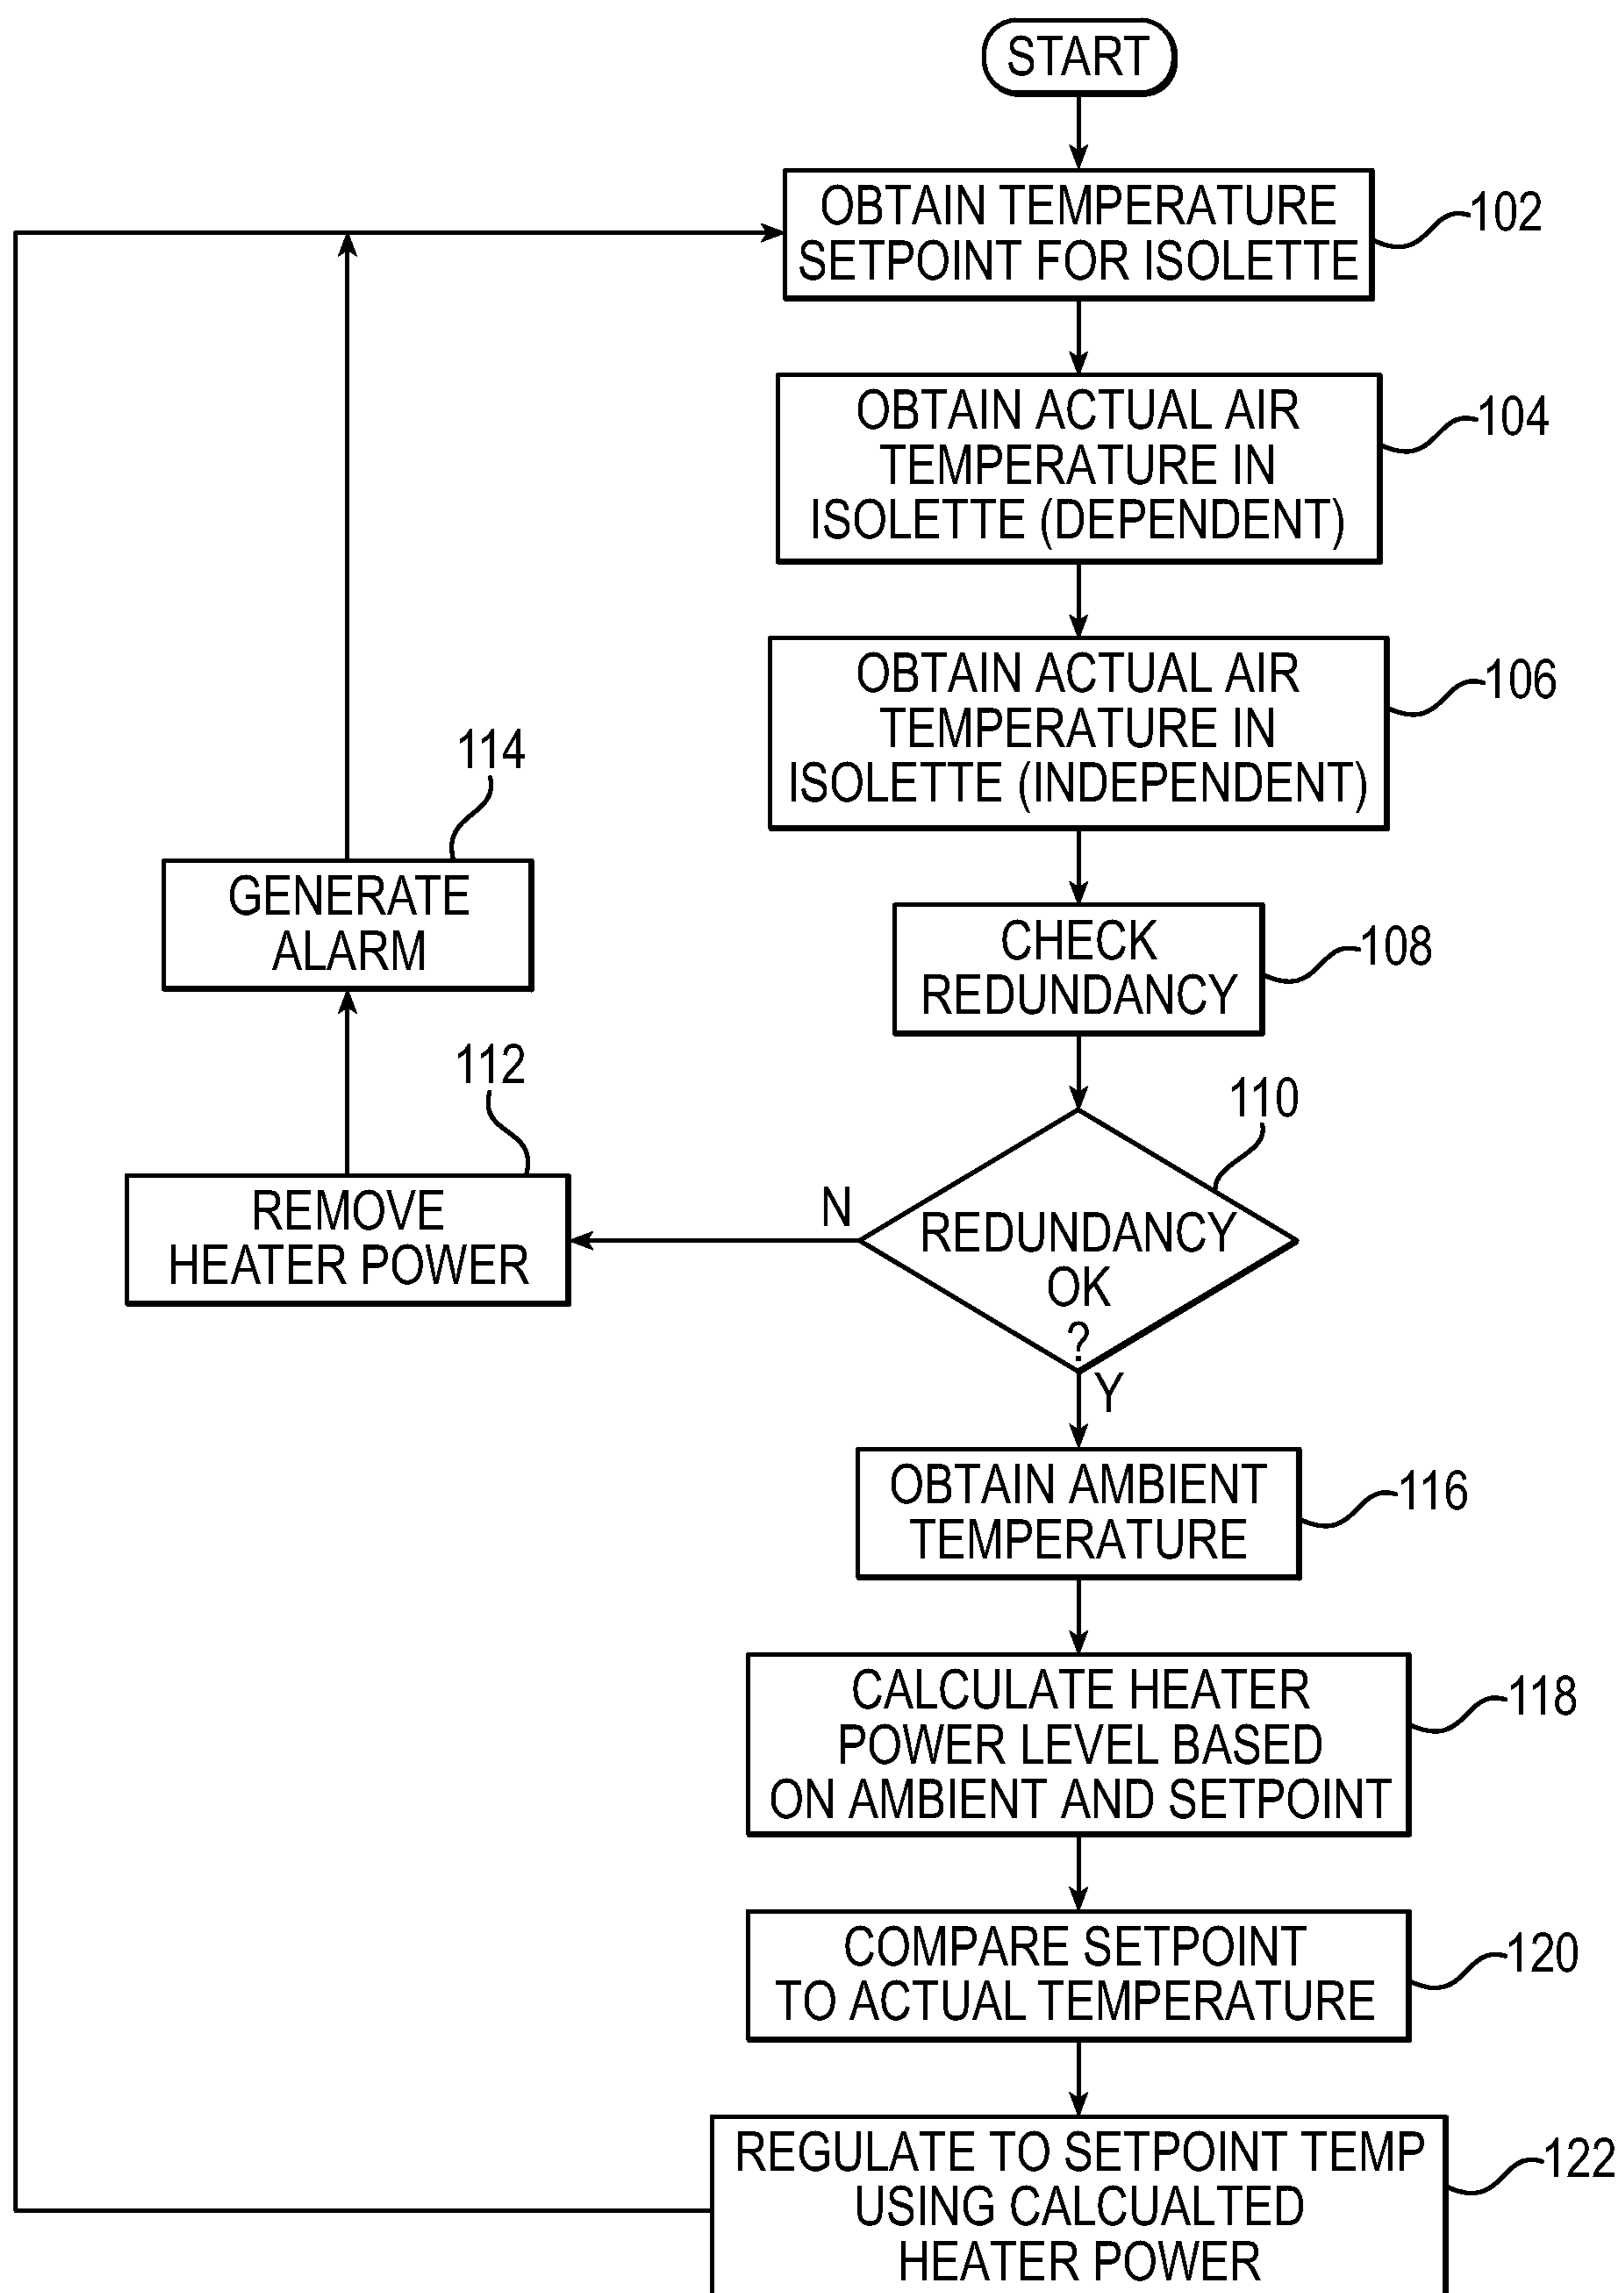 START
OBTAIN TEMPERATURE
SETPOINT FOR ISOLETTE
102
OBTAIN ACTUAL AIR
TEMPERATURE IN
ISOLETTE (DEPENDENT)
104
OBTAIN ACTUAL AIR
TEMPERATURE IN
ISOLETTE (INDEPENDENT)
106
CHECK
REDUNDANCY
108
REDUNDANCY
OK
?
110
N
REMOVE
HEATER POWER
112
GENERATE
ALARM
114
Y
OBTAIN AMBIENT
TEMPERATURE
116
CALCULATE HEATER
POWER LEVEL BASED
ON AMBIENT AND SETPOINT
118
COMPARE SETPOINT
TO ACTUAL TEMPERATURE
120
REGULATE TO SETPOINT TEMP
USING CALCUALTED
HEATER POWER
122